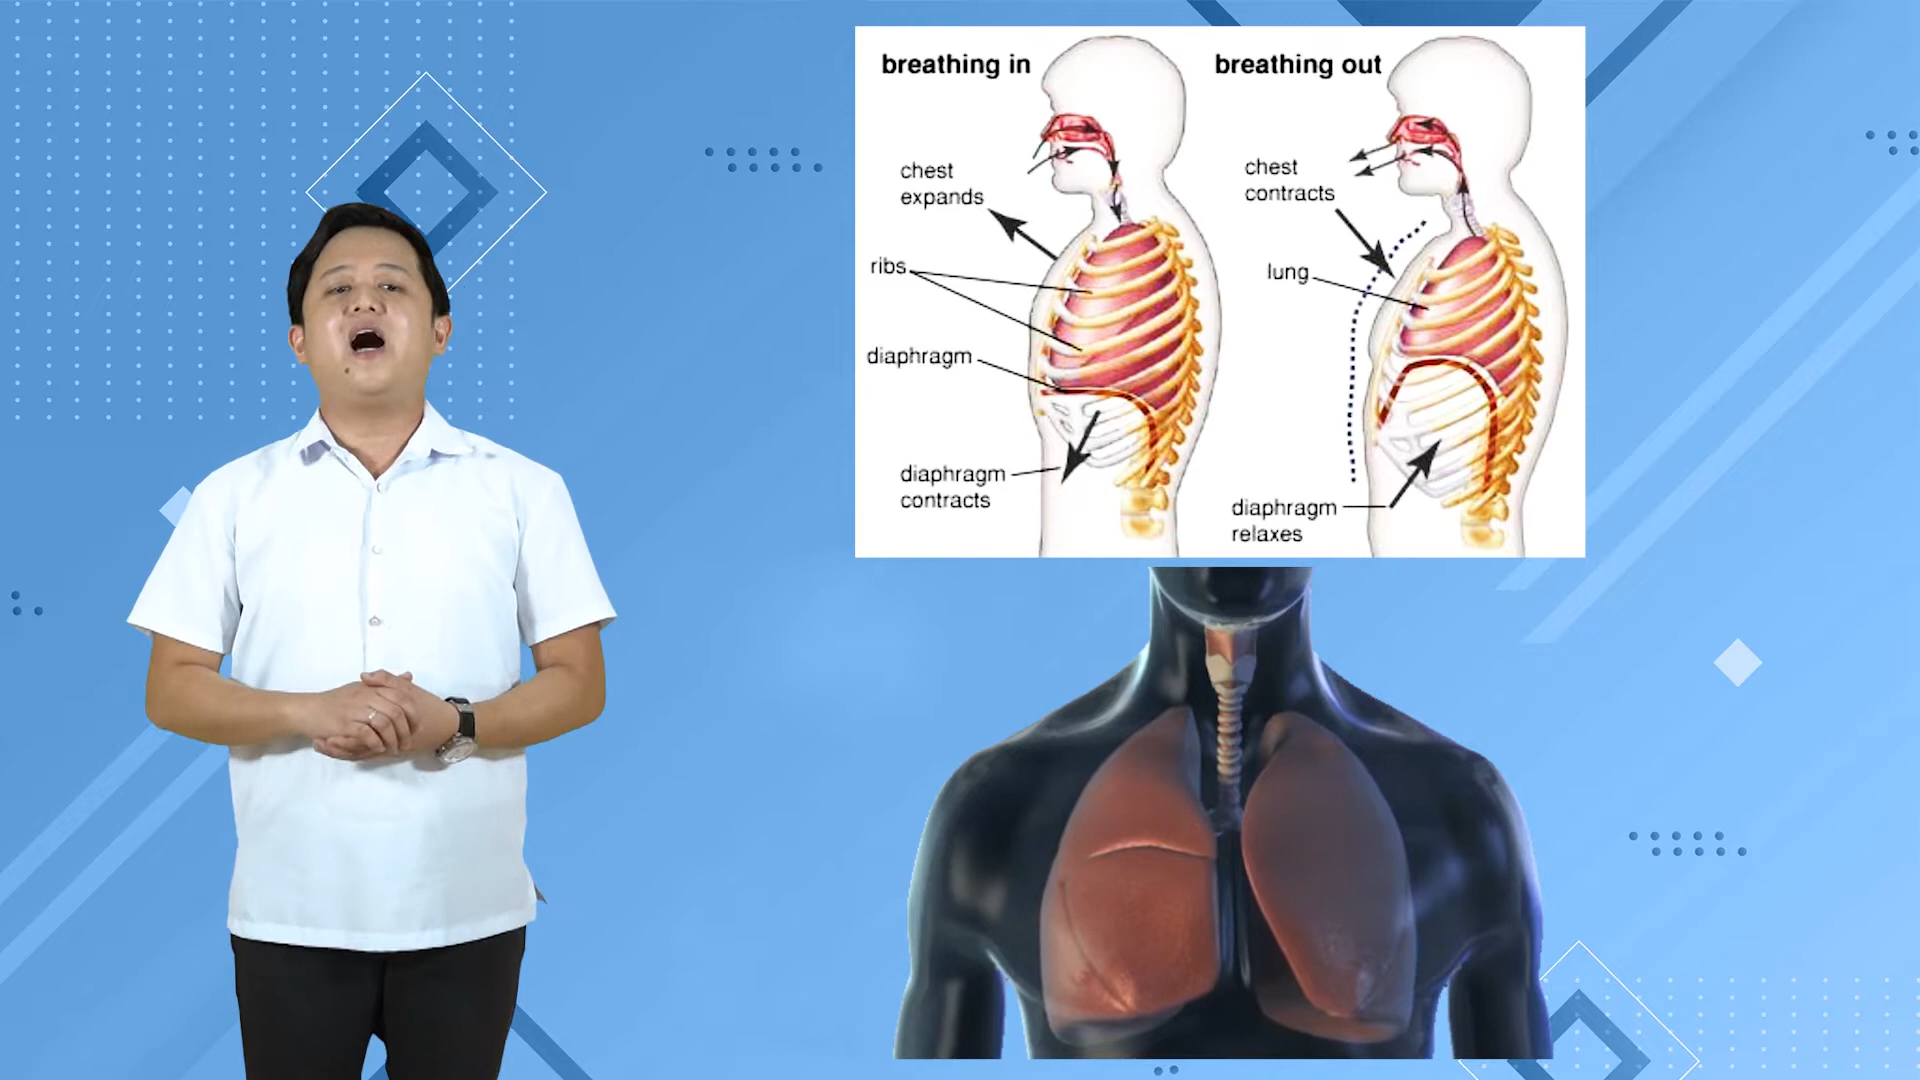 breathing in
chest
expands
ribs
diaphragm
diaphragm
contracts
breathing out
chest
contracts
lung
diaphragm
relaxes